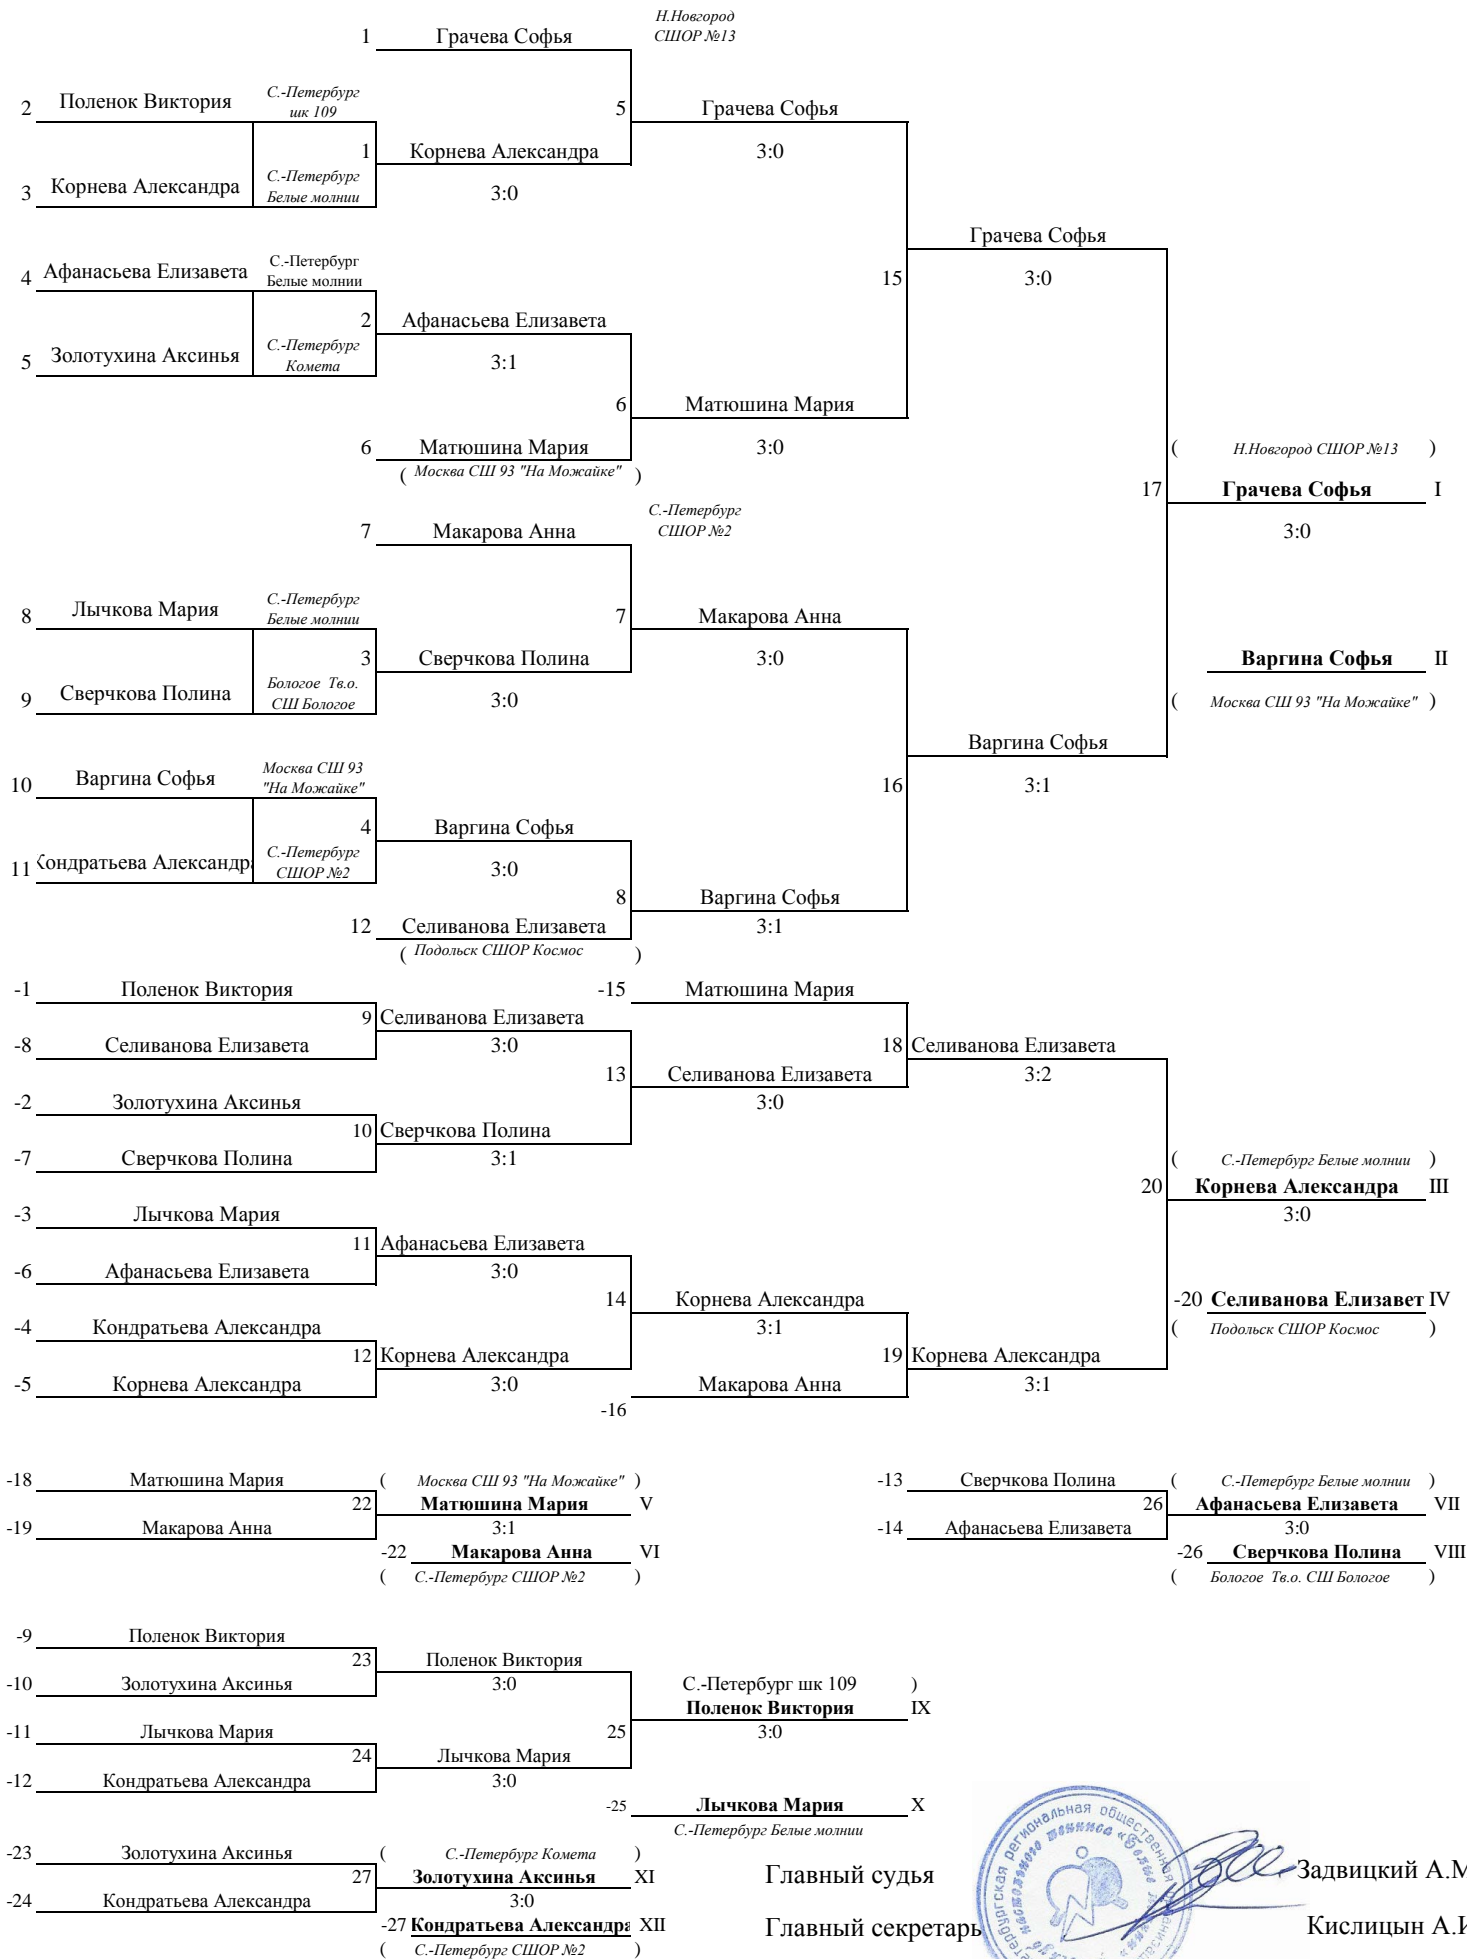 Н.Новгород
1 Грачева Софья СШОР №13
2 Поленок Виктория С.-Петербург
шк 109
5 Грачева Софья
1 Корнева Александра 3:0
3 Корнева Александра С.-Петербург
Белые молнии
3:0
Грачева Софья
4 Афанасьева Елизавета С.-Петербург
Белые молнии
15 3:0
2 Афанасьева Елизавета
5 Золотухина Аксинья С.-Петербург
Комета
3:1
6 Матюшина Мария
6 Матюшина Мария 3:0
( Москва СШ 93 "На Можайке" )
( Н.Новгород СШОР №13 )
17 Грачева Софья I
3:0
С.-Петербург
7 Макарова Анна СШОР №2
8 Лычкова Мария С.-Петербург
Белые молнии
7 Макарова Анна
3 Сверчкова Полина 3:0
Варгина Софья II
9 Сверчкова Полина Бологое Тв.о.
СШ Бологое
3:0
( Москва СШ 93 "На Можайке" )
Варгина Софья
10 Варгина Софья Москва СШ 93
"На Можайке"
16 3:1
4 Варгина Софья
11 Кондратьева Александр С.-Петербург
СШОР №2
3:0
8 Варгина Софья
12 Селиванова Елизавета 3:1
( Подольск СШОР Космос )
-1 Поленок Виктория -15 Матюшина Мария
9 Селиванова Елизавета
-8 Селиванова Елизавета 3:0 18 Селиванова Елизавета
13 Селиванова Елизавета 3:2
-2 Золотухина Аксинья 3:0
10 Сверчкова Полина
-7 Сверчкова Полина 3:1 ( С.-Петербург Белые молнии )
20 Корнева Александра III
-3 Лычкова Мария 3:0
11 Афанасьева Елизавета
-6 Афанасьева Елизавета 3:0
14 Корнева Александра -20 Селиванова Елизавет IV
-4 Кондратьева Александра 3:1 ( Подольск СШОР Космос )
12 Корнева Александра 19 Корнева Александра
-5 Корнева Александра 3:0 Макарова Анна 3:1
-16
-18 Матюшина Мария ( Москва СШ 93 "На Можайке" ) -13 Сверчкова Полина ( С.-Петербург Белые молнии )
22 Матюшина Мария V 26 Афанасьева Елизавета VII
-19 Макарова Анна 3:1 -14 Афанасьева Елизавета 3:0
-22 Макарова Анна VI -26 Сверчкова Полина VIII
( С.-Петербург СШОР №2 ) ( Бологое Тв.о. СШ Бологое )
-9 Поленок Виктория
23 Поленок Виктория
-10 Золотухина Аксинья 3:0 С.-Петербург шк 109 )
Поленок Виктория IX
-11 Лычкова Мария 25 3:0
24 Лычкова Мария
-12 Кондратьева Александра 3:0
-25 Лычкова Мария X
С.-Петербург Белые молнии
-23 Золотухина Аксинья ( С.-Петербург Комета )
27 Золотухина Аксинья XI Главный судья Задвицкий А.М
-24 Кондратьева Александра 3:0
-27 Кондратьева Александра XII Главный секретарь Кислицын А.И
( С.-Петербург СШОР №2 )
региональная
настольного тенниса «Белые